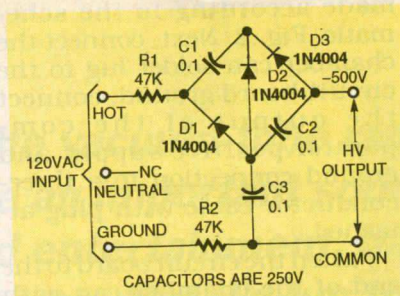 C1
0.1
D3
1N4004
R1
47K
D2
1N4004
–500V
HOT
D1
1N4004
C2
0.1
120VAC
INPUT
NC
NEUTRAL
HV
OUTPUT
C3
0.1
R2
47K
GROUND
COMMON
CAPACITORS ARE 250V